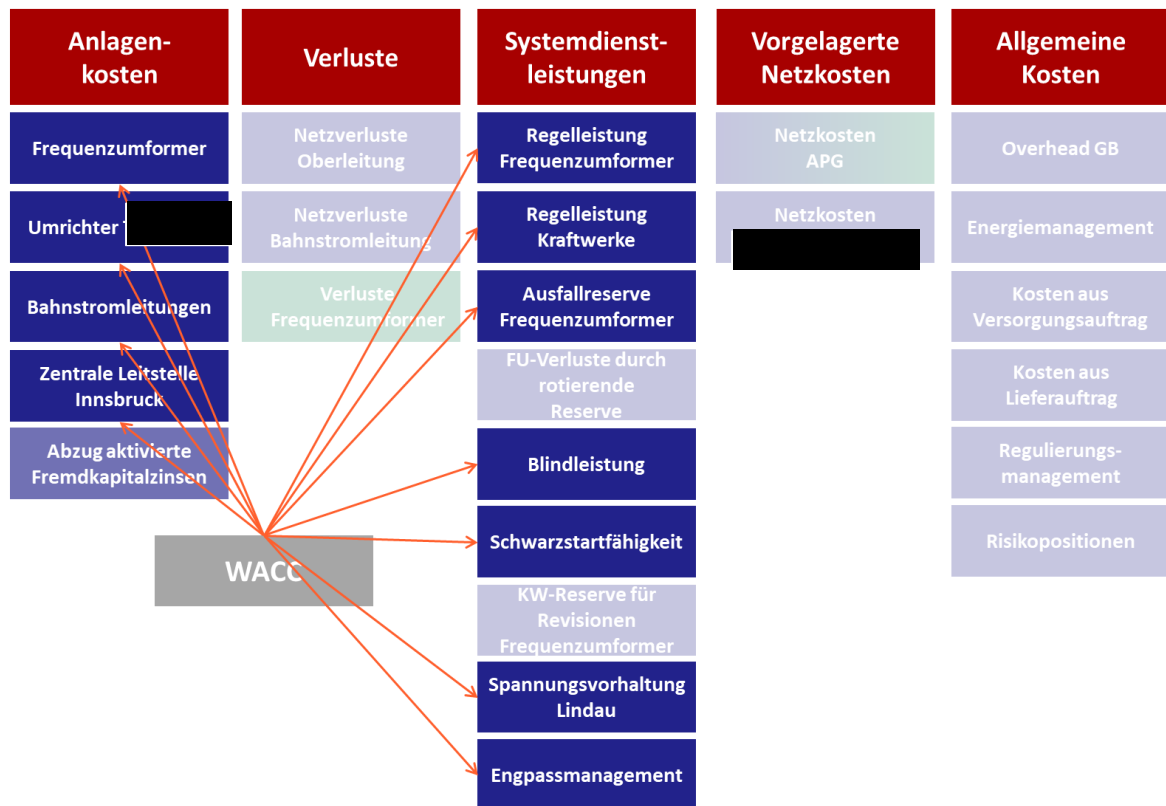 Anlagen-
kosten
Frequenzumformer
Umrichter
Bahnstromleitungen
Zentrale Leitstelle
Innsbruck
Abzug aktivierte
Fremdkapitalzinsen
Verluste
Netzverluste
Oberleitung
Netzverluste
Bahnstromleitung
Verluste
Frequenzumformer
WACC
Systemdienst-
leistungen
Regelleistung
Frequenzumformer
Regelleistung
Kraftwerke
Ausfallreserve
Frequenzumformer
FU-Verluste durch
rotierende
Reserve
Blindleistung
Schwarzstartfähigkeit
KW-Reserve für
Revisionen
Frequenzumformer
Spannungsvorhaltung
Lindau
Engpassmanagement
Vorgelagerte
Netzkosten
Netzkosten
APG
Netzkosten
Allgemeine
Kosten
Overhead GB
Energiemanagement
Kosten aus
Versorgungsauftrag
Kosten aus
Lieferauftrag
Regulierungs-
management
Risikopositionen